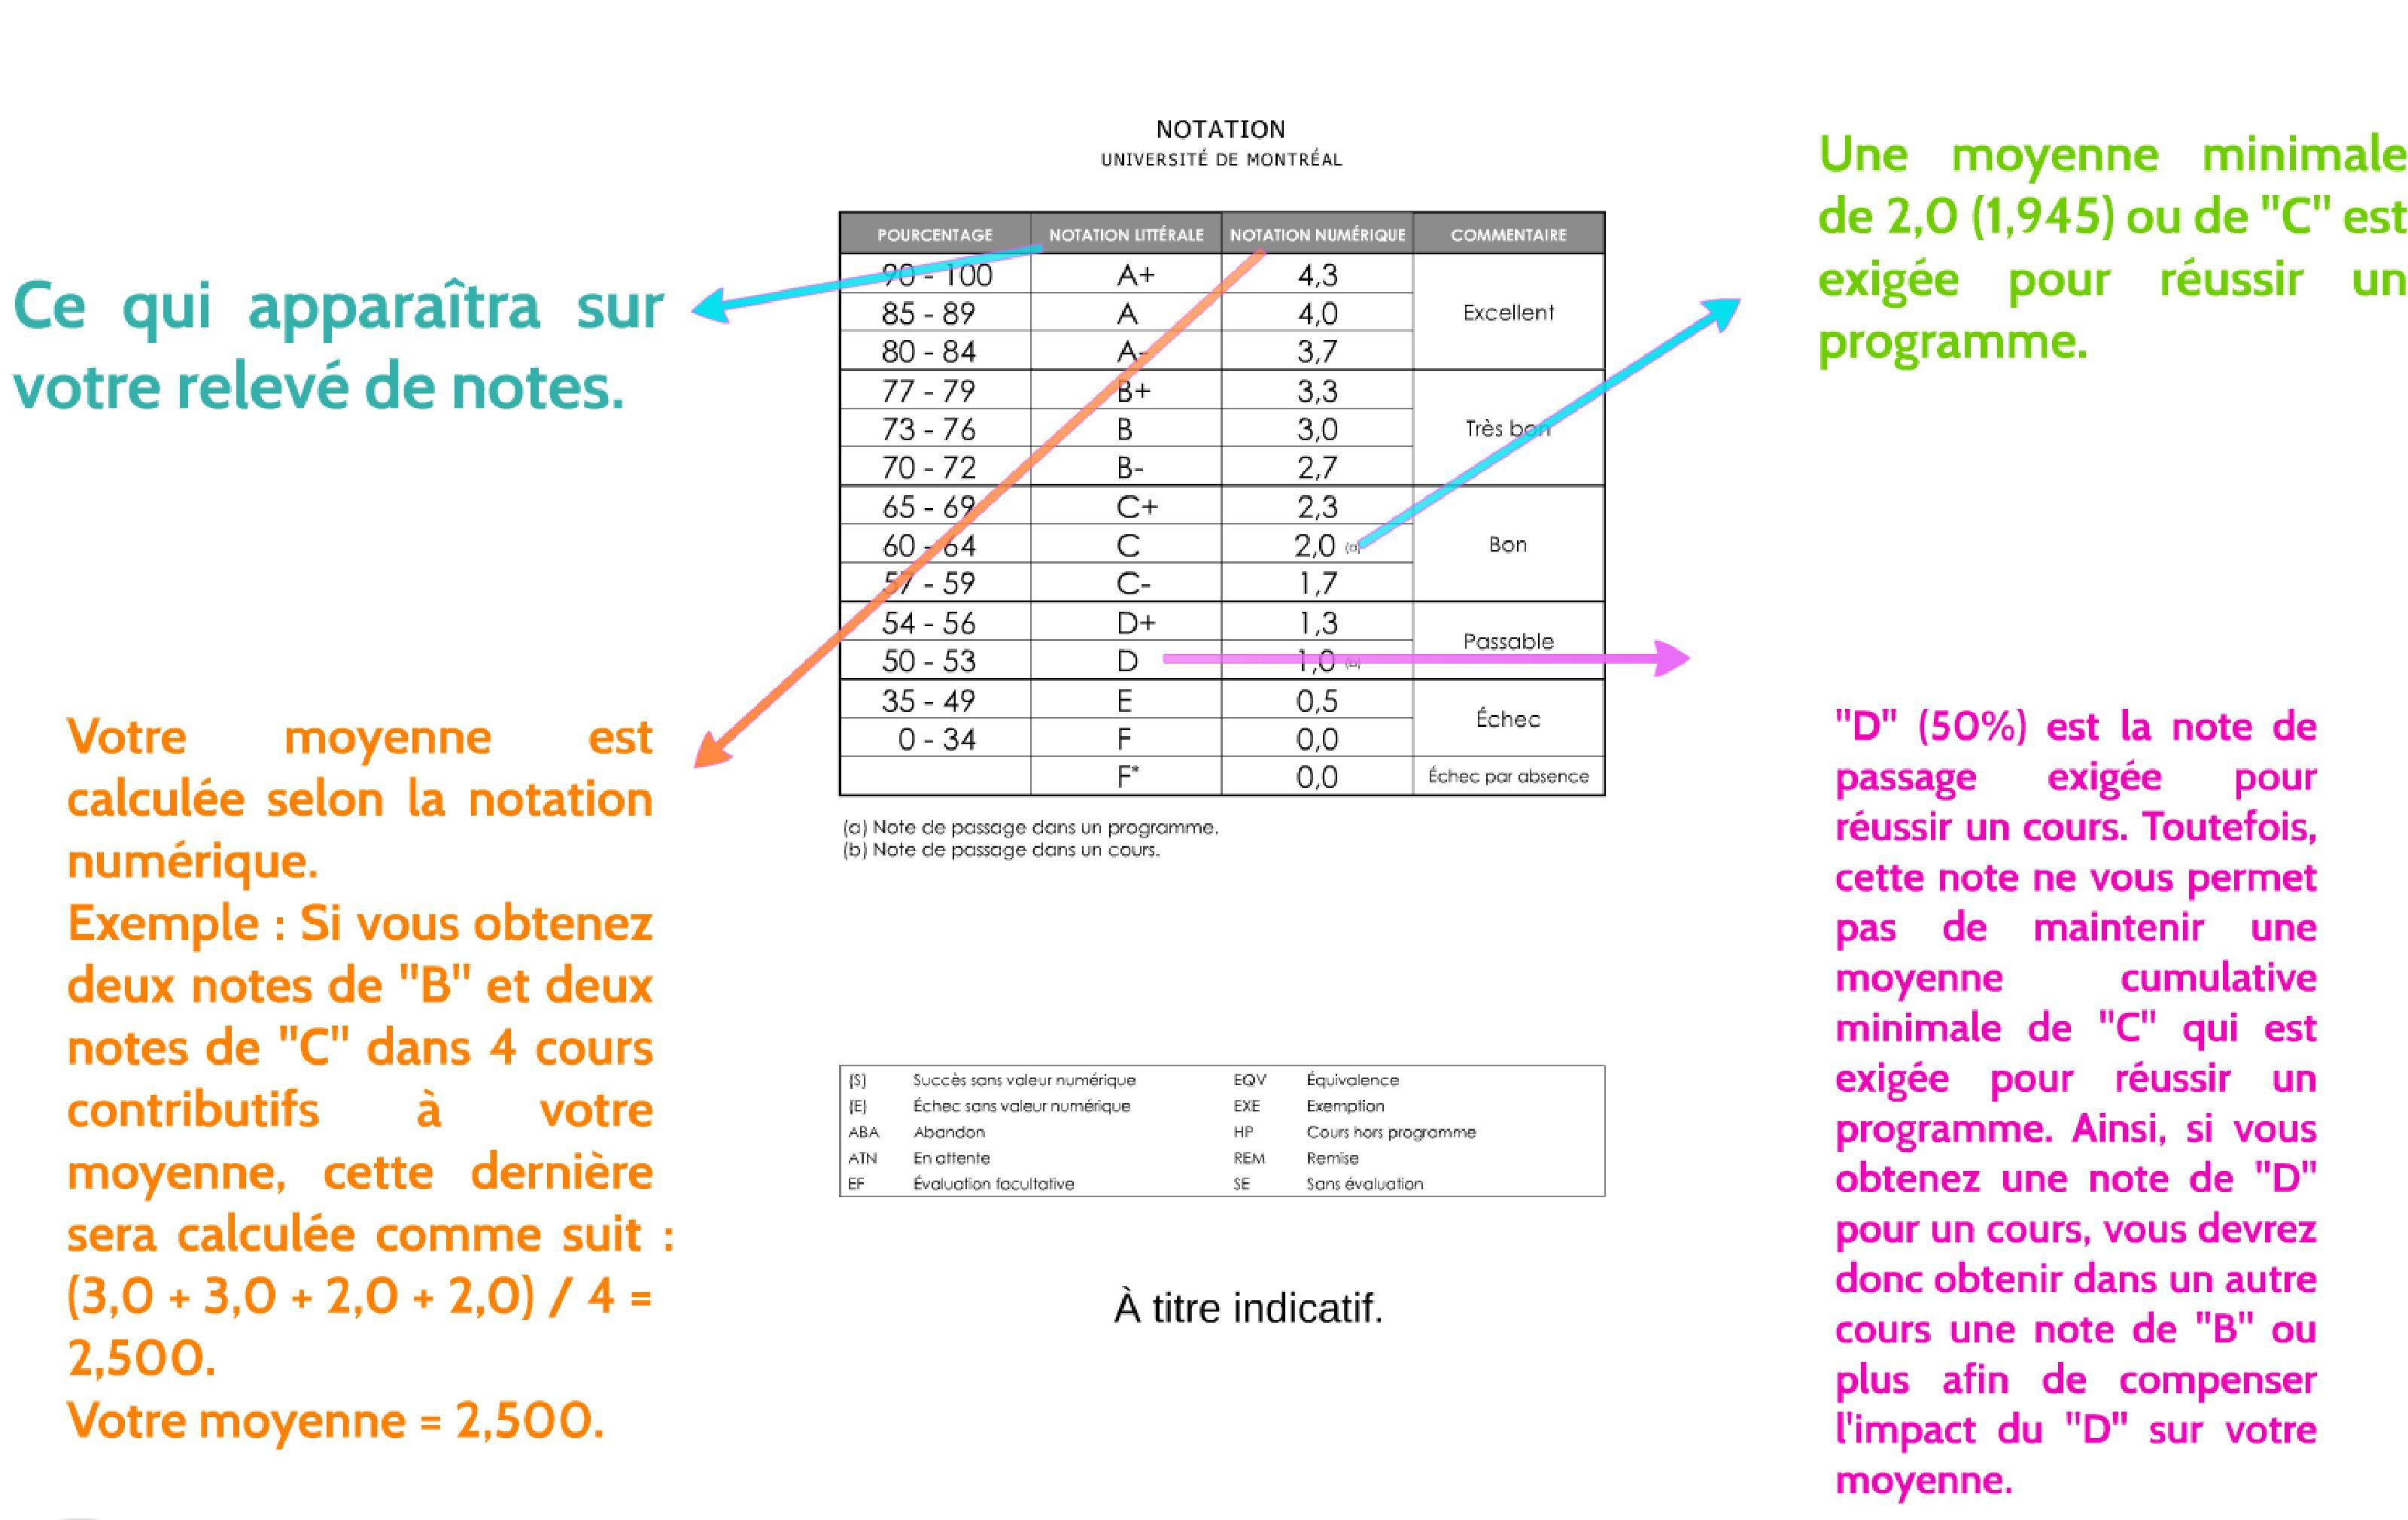 NOTATION
UNIVERSITÉ DE MONTRÉAL
Ce qui apparaîtra sur
votre relevé de notes.
Votre moyenne est
calculée selon la notation
numérique.
Exemple : Si vous obtenez
deux notes de "B" et deux
notes de "C" dans 4 cours
contributifs à votre
moyenne, cette dernière
sera calculée comme suit :
(3,0 + 3,0 + 2,0 + 2,0) / 4 =
2,500.
Votre moyenne = 2,500.
POURCENTAGE NOTATION LITTÉRALE NOTATION NUMÉRIQUE COMMENTAIRE
90 - 100 A+ 4,3
85 - 89 A 4,0 Excellent
80 - 84 A- 3,7
77 - 79 B+ 3,3
73 - 76 B 3,0 Très bon
70 - 72 B- 2,7
65 - 69 C+ 2,3
60 - 64 C 2,0 (a) Bon
57 - 59 C- 1,7
54 - 56 D+ 1,3
Passable
50 - 53 D 1,0 (b)
35 - 49 E 0,5
Échec
0 - 34 F 0,0
F* 0,0 Échec par absence
(a) Note de passage dans un programme.
(b) Note de passage dans un cours.
(S) Succès sans valeur numérique EQV Équivalence
(E) Échec sans valeur numérique EXE Exemption
ABA Abandon HP Cours hors programme
ATN En attente REM Remise
EF Évaluation facultative SE Sans évaluation
À titre indicatif.
Une moyenne minimale
de 2,0 (1,945) ou de "C" est
exigée pour réussir un
programme.
"D" (50%) est la note de
passage exigée pour
réussir un cours. Toutefois,
cette note ne vous permet
pas de maintenir une
moyenne cumulative
minimale de "C" qui est
exigée pour réussir un
programme. Ainsi, si vous
obtenez une note de "D"
pour un cours, vous devrez
donc obtenir dans un autre
cours une note de "B" ou
plus afin de compenser
l'impact du "D" sur votre
moyenne.